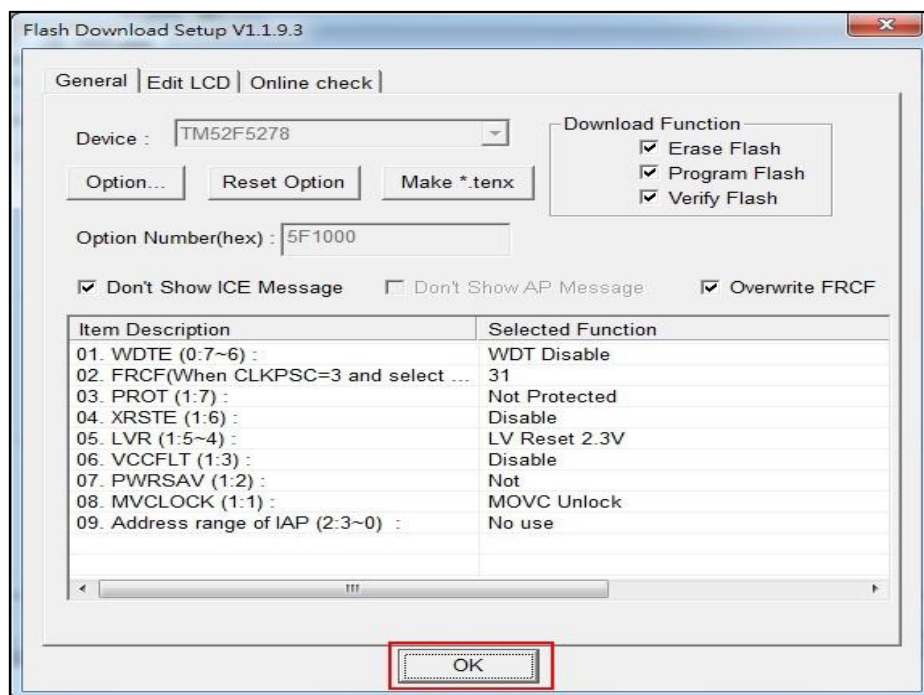 Flash Download Setup V1.1.9.3
General Edit LCD Online check
Device : TM52F5278
Download Function
Erase Flash
Program Flash
Verify Flash
Option... Reset Option Make *.tenx
Option Number(hex) : 5F1000
Don't Show ICE Message Don't Show AP Message Overwrite FRCF
Item Description Selected Function
01. WDTE (0:7~6) : WDT Disable
02. FRCF(When CLKPSC=3 and select ... 31
03. PROT (1:7) : Not Protected
04. XRSTE (1:6) : Disable
05. LVR (1:5~4) : LV Reset 2.3V
06. VCCFLT (1:3) : Disable
07. PWRSAV (1:2) : Not
08. MVCLOCK (1:1) : MOVC Unlock
09. Address range of IAP (2:3~0) : No use
OK